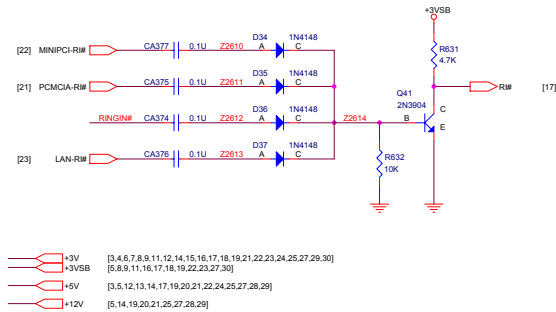 +3VSB
D34 1N4148
[22] MINIPCI-RI# CA377 0.1U Z2610 A C
R631
4.7K
D35 1N4148
[21] PCMCIA-RI# CA375 0.1U Z2611 A C
RI# [17]
Q41
2N3904
D36 1N4148
RINGIN# CA374 0.1U Z2612 A C Z2614 B C E
D37 1N4148
[23] LAN-RI# CA376 0.1U Z2613 A C
R632
10K
+3V [3,4,6,7,8,9,11,12,14,15,16,17,18,19,21,22,23,24,25,27,29,30]
+3VSB [5,8,9,11,16,17,18,19,22,23,27,30]
+5V [3,5,12,13,14,17,19,20,21,22,24,25,27,28,29]
+12V [5,14,19,20,21,25,27,28,29]